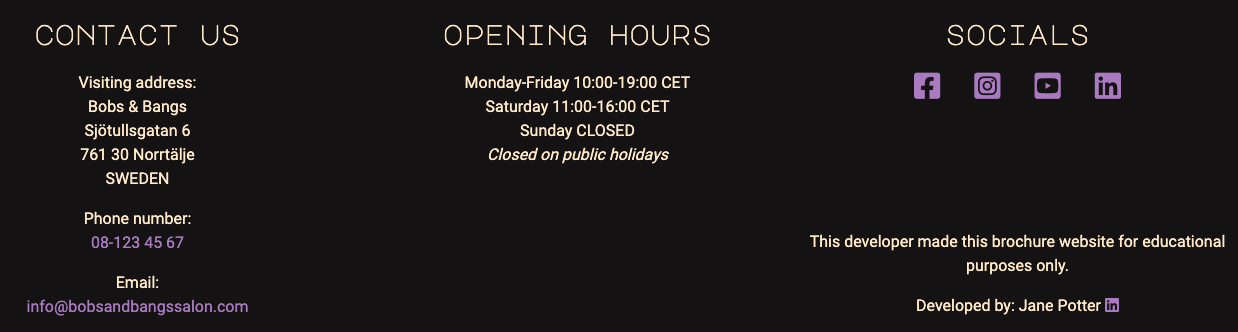 CONTACT US
Visiting address:
Bobs & Bangs
Sjötullsgatan 6
761 30 Norrtälje
SWEDEN
Phone number:
08-123 45 67
Email:
info@bobsandbangssalon.com
OPENING HOURS
Monday-Friday 10:00-19:00 CET
Saturday 11:00-16:00 CET
Sunday CLOSED
Closed on public holidays
SOCIALS
This developer made this brochure website for educational
purposes only.
Developed by: Jane Potter